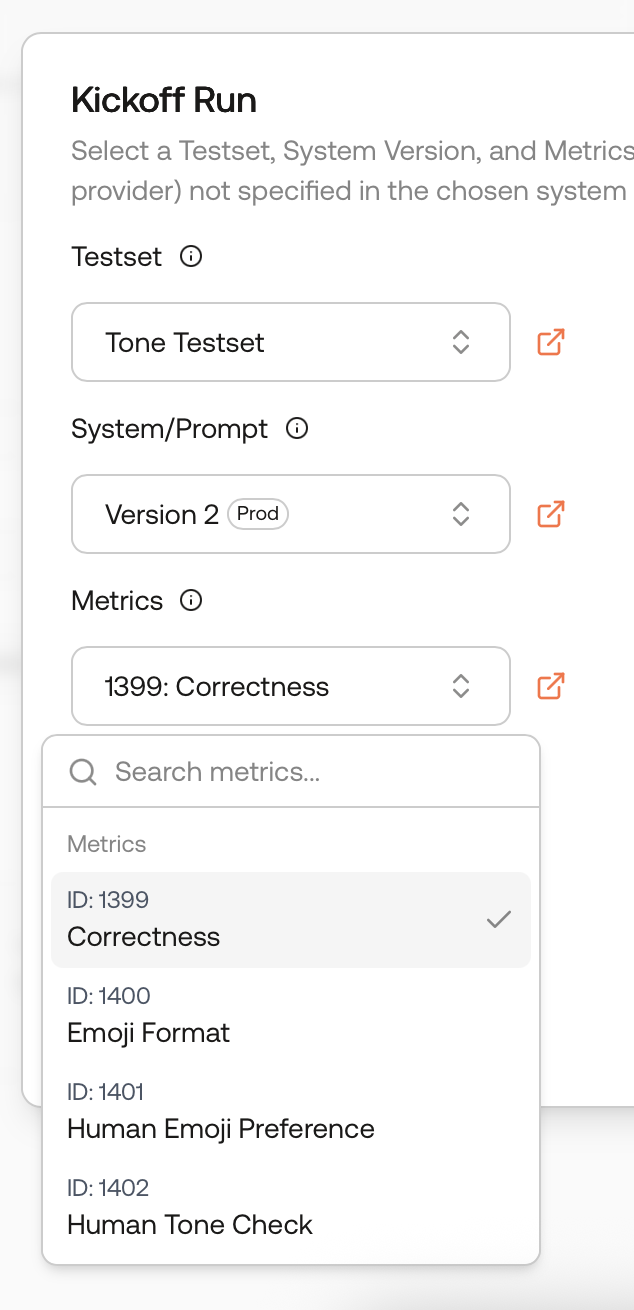 Kickoff Run
Select a Testset, System Version, and Metrics
provider) not specified in the chosen system
Testset
Tone Testset
System/Prompt
Version 2 Prod
Metrics
1399: Correctness
Search metrics...
Metrics
ID: 1399
Correctness
ID: 1400
Emoji Format
ID: 1401
Human Emoji Preference
ID: 1402
Human Tone Check